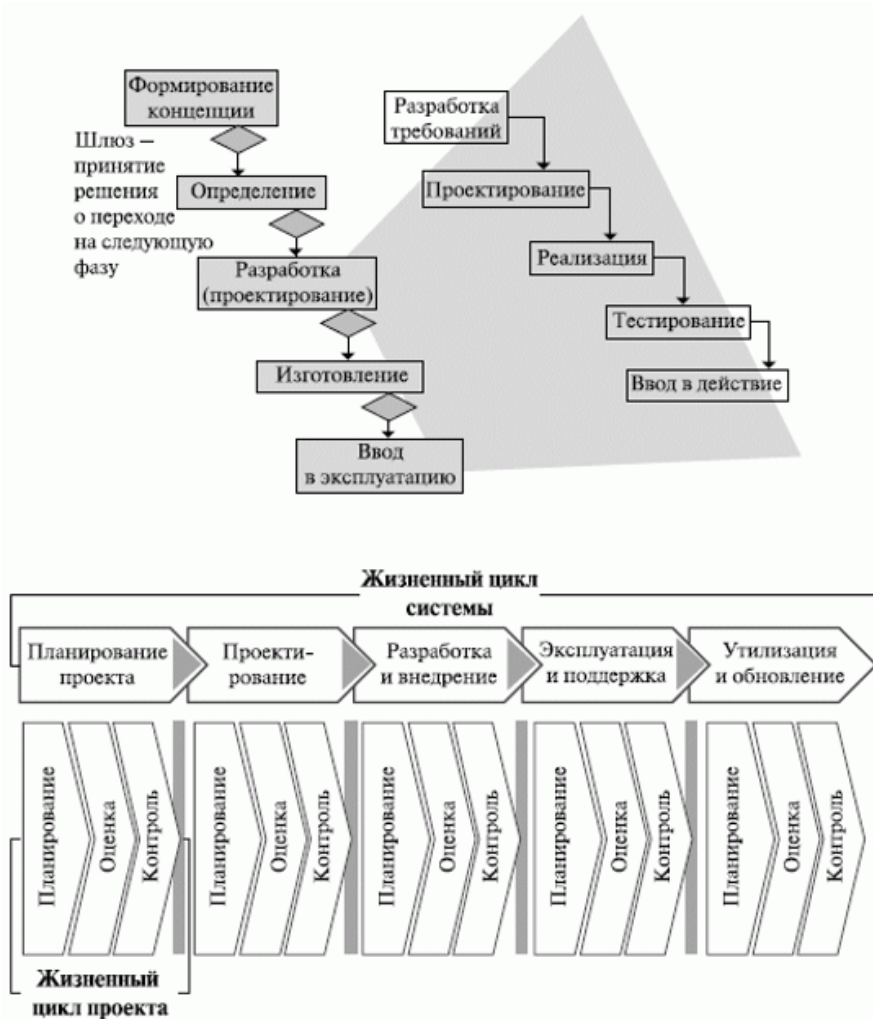 Формирование
концепции
Шлюз –
принятие
решения
о переходе
на следующую
фазу
Определение
Разработка
(проектирование)
Изготовление
Ввод
в эксплуатацию
Разработка
требований
Проектирование
Реализация
Тестирование
Ввод в действие
Жизненный цикл
системы
Планирование
проекта
Проекти-
рование
Разработка
и внедрение
Эксплуатация
и поддержка
Утилизация
и обновление
Планирование
Оценка
Контроль
Планирование
Оценка
Контроль
Планирование
Оценка
Контроль
Планирование
Оценка
Контроль
Планирование
Оценка
Контроль
Жизненный
цикл проекта